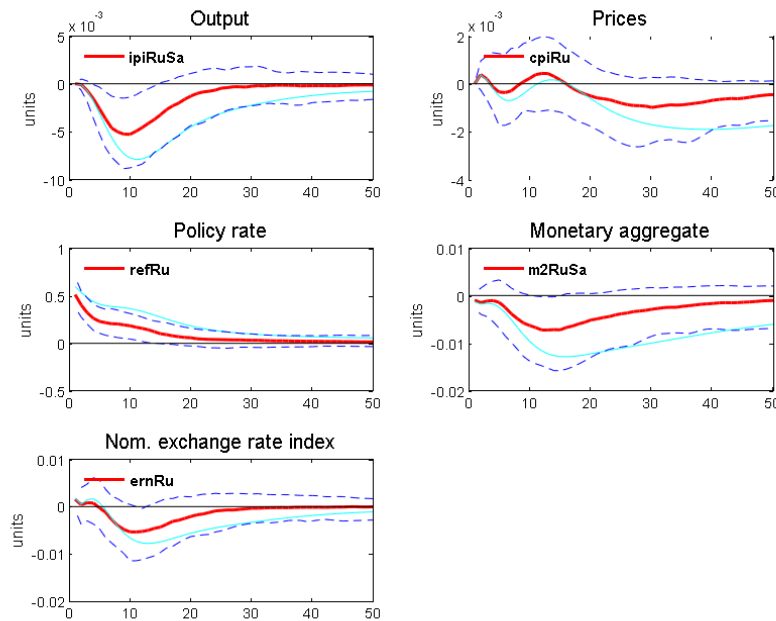 Output
5 x 10⁻³
ipiRuSa
0
units
-5
-10
0 10 20 30 40 50
Prices
2 x 10⁻³
cpiRu
0
-2
-4
0 10 20 30 40 50
Policy rate
1
refRu
0.5
units
0
-0.5
0 10 20 30 40 50
Monetary aggregate
0.01
m2RuSa
0
units
-0.01
-0.02
0 10 20 30 40 50
Nom. exchange rate index
0.01
ernRu
0
units
-0.01
-0.02
0 10 20 30 40 50